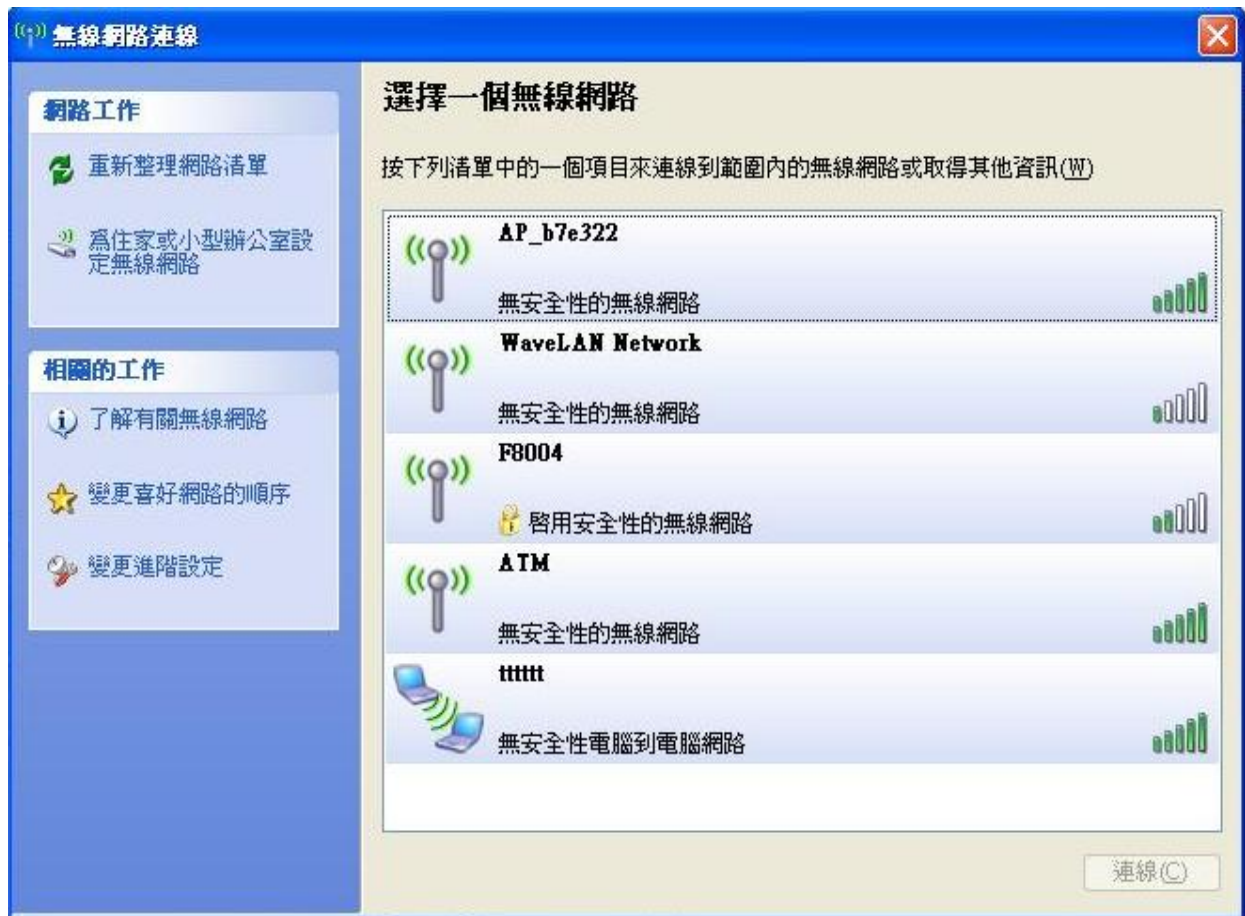 無線網路連線
網路工作
重新整理網路清單
為住家或小型辦公室設
定無線網路
相關的工作
了解有關無線網路
變更喜好網路的順序
變更進階設定
選擇一個無線網路
按下列清單中的一個項目來連線到範圍內的無線網路或取得其他資訊(W)
AP_b7e322
無安全性的無線網路
WaveLAN Network
無安全性的無線網路
F8004
啓用安全性的無線網路
ATM
無安全性的無線網路
tttttt
無安全性電腦到電腦網路
連線(C)